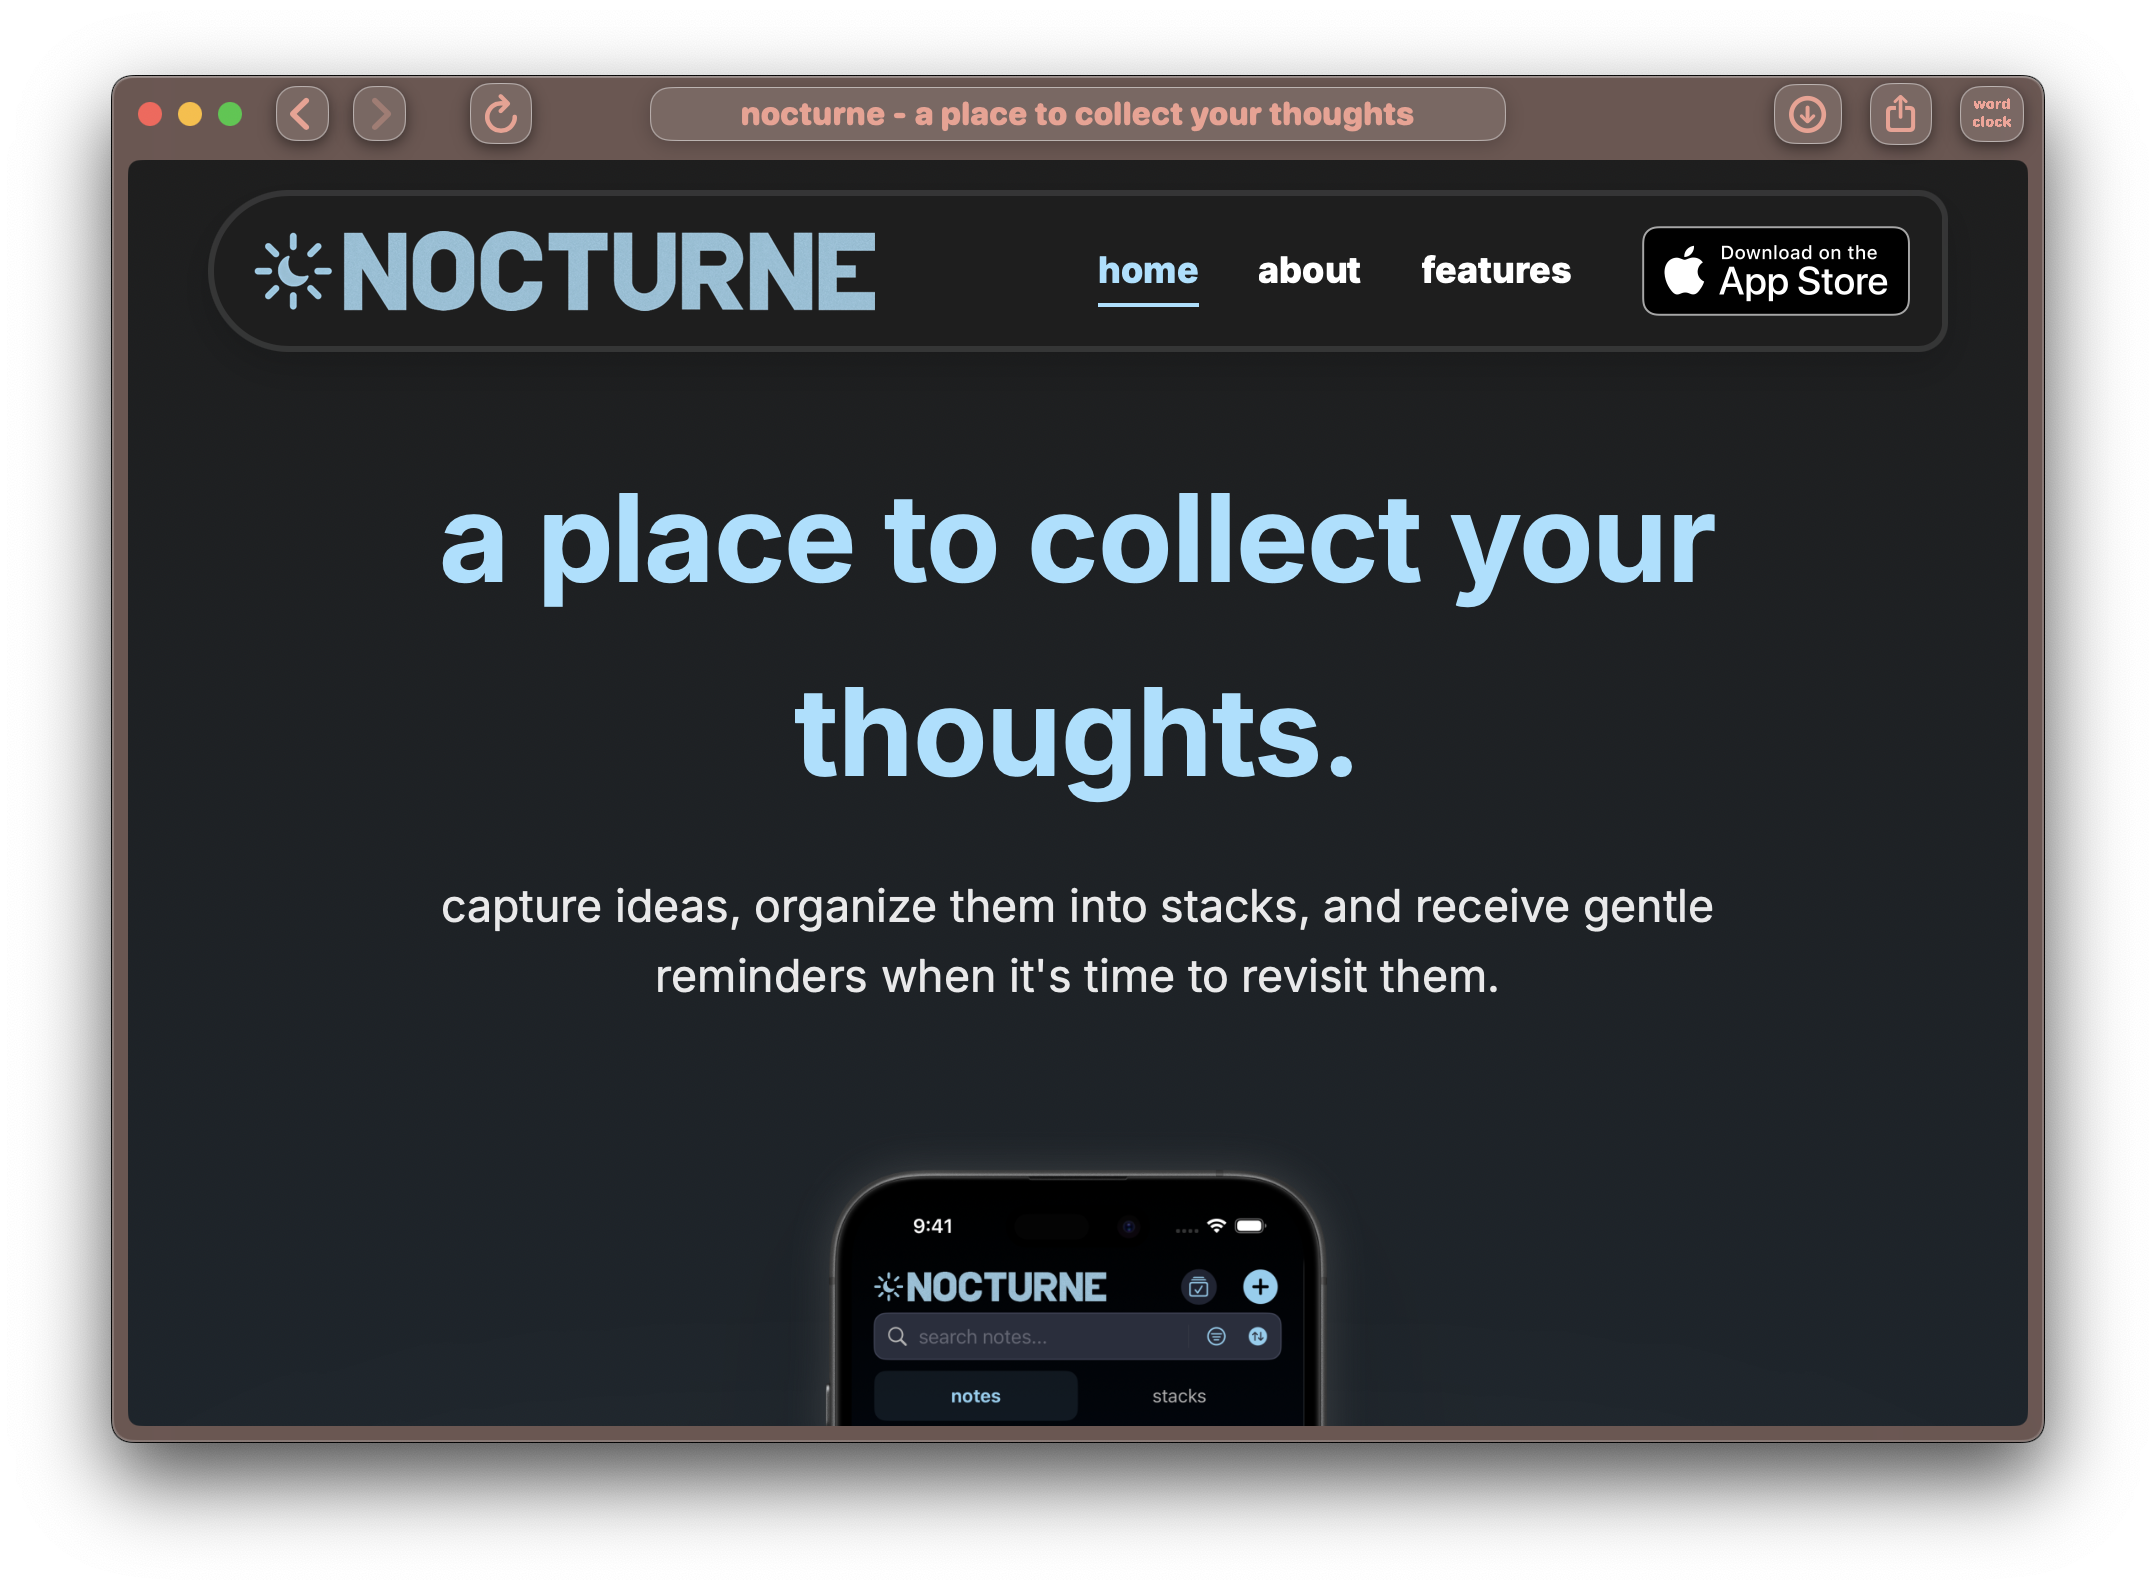 nocturne - a place to collect your thoughts
word
clock
NOCTURNE
home
about
features
Download on the
App Store
a place to collect your
thoughts.
capture ideas, organize them into stacks, and receive gentle
reminders when it's time to revisit them.
9:41
NOCTURNE
search notes...
notes
stacks